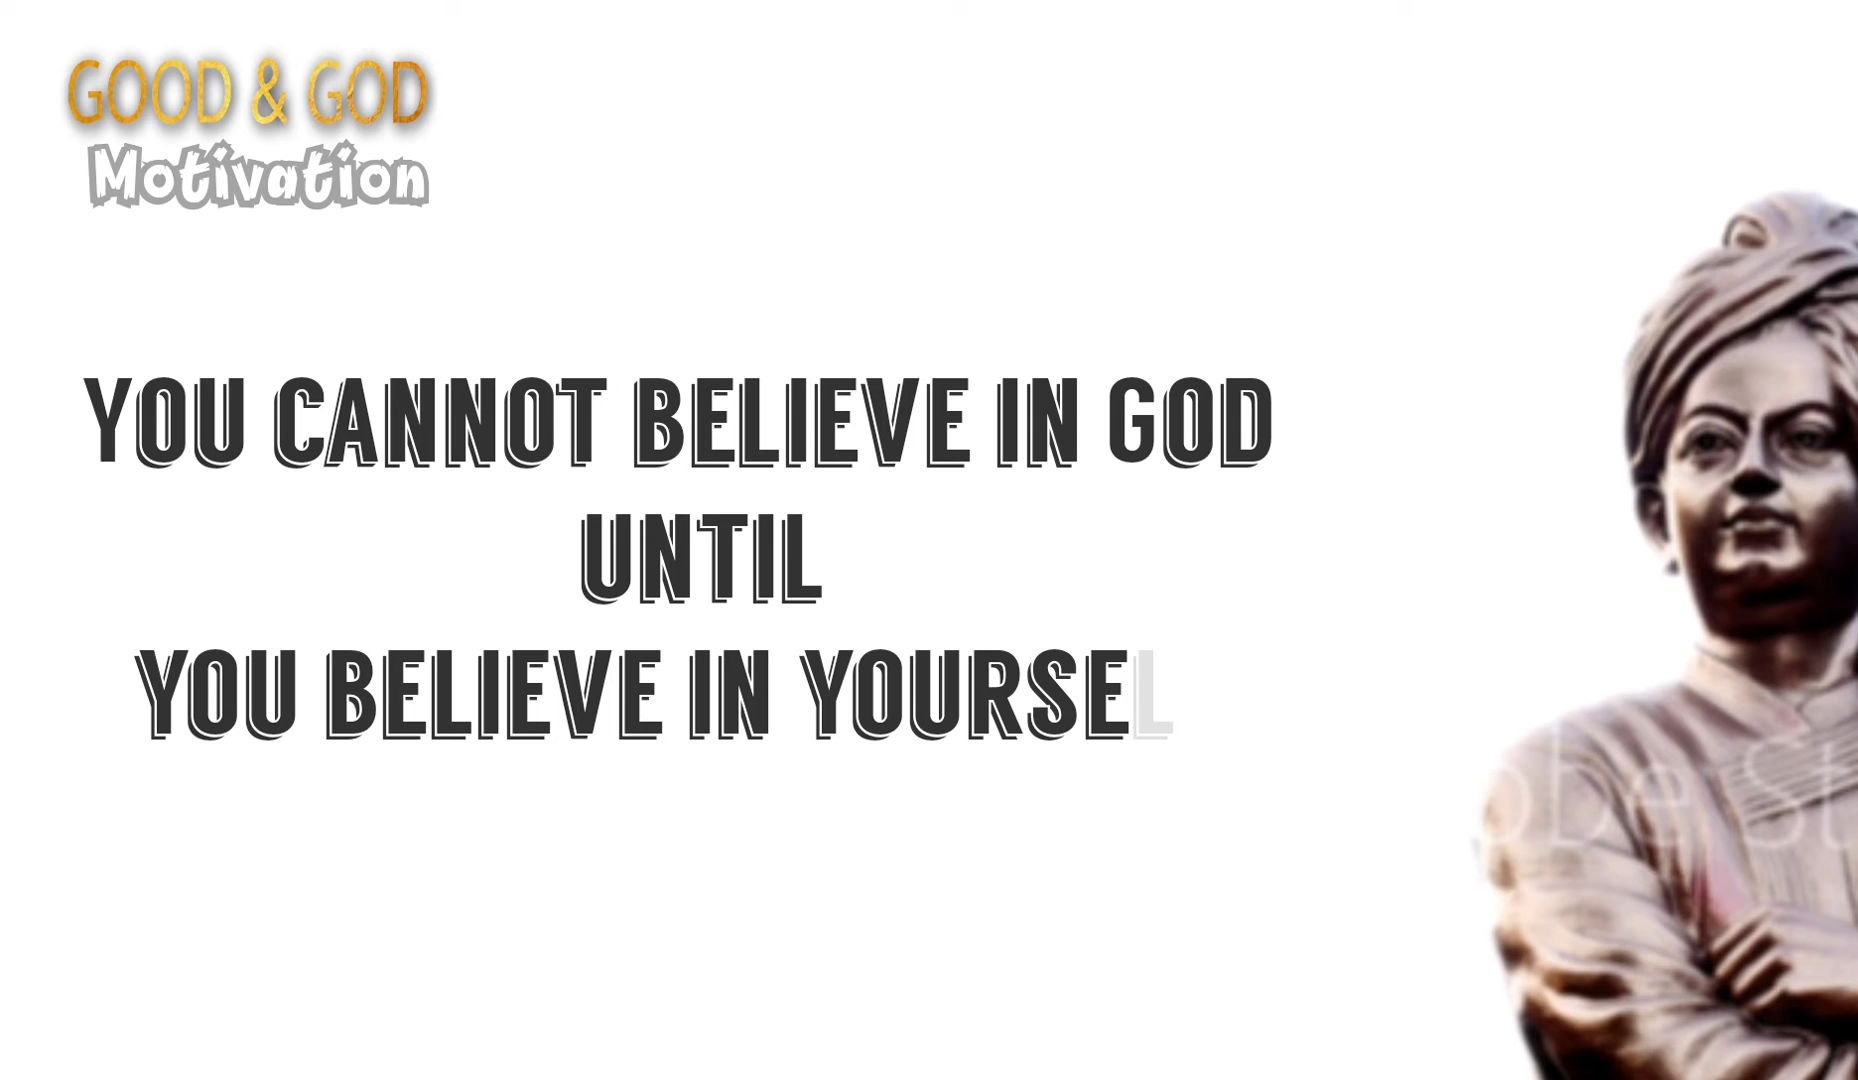 GOOD & GOD
Motivation
YOU CANNOT BELIEVE IN GOD
UNTIL
YOU BELIEVE IN YOURSEL